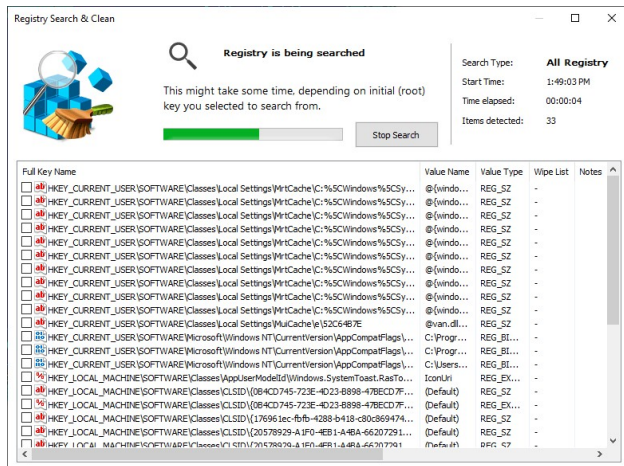 Registry Search & Clean
Registry is being searched
This might take some time, depending on initial (root)
key you selected to search from.
Stop Search
Search Type: All Registry
Start Time: 1:49:03 PM
Time elapsed: 00:00:04
Items detected: 33
Full Key Name Value Name Value Type Wipe List Notes
HKEY_CURRENT_USER\SOFTWARE\Classes\Local Settings\MrtCache\C:%5CWindows%5CSy... @{windo... REG_SZ -
HKEY_CURRENT_USER\SOFTWARE\Classes\Local Settings\MrtCache\C:%5CWindows%5CSy... @{windo... REG_SZ -
HKEY_CURRENT_USER\SOFTWARE\Classes\Local Settings\MrtCache\C:%5CWindows%5CSy... @{windo... REG_SZ -
HKEY_CURRENT_USER\SOFTWARE\Classes\Local Settings\MrtCache\C:%5CWindows%5CSy... @{windo... REG_SZ -
HKEY_CURRENT_USER\SOFTWARE\Classes\Local Settings\MrtCache\C:%5CWindows%5CSy... @{windo... REG_SZ -
HKEY_CURRENT_USER\SOFTWARE\Classes\Local Settings\MrtCache\C:%5CWindows%5CSy... @{windo... REG_SZ -
HKEY_CURRENT_USER\SOFTWARE\Classes\Local Settings\MrtCache\C:%5CWindows%5CSy... @{windo... REG_SZ -
HKEY_CURRENT_USER\SOFTWARE\Classes\Local Settings\MrtCache\C:%5CWindows%5CSy... @{windo... REG_SZ -
HKEY_CURRENT_USER\SOFTWARE\Classes\Local Settings\MrtCache\C:%5CWindows%5CSy... @{windo... REG_SZ -
HKEY_CURRENT_USER\SOFTWARE\Classes\Local Settings\MuiCache\e\52C64B7E @van.dll... REG_SZ -
HKEY_CURRENT_USER\SOFTWARE\Microsoft\Windows NT\CurrentVersion\AppCompatFlags\... C:\Progr... REG_BI... -
HKEY_CURRENT_USER\SOFTWARE\Microsoft\Windows NT\CurrentVersion\AppCompatFlags\... C:\Progr... REG_BI... -
HKEY_CURRENT_USER\SOFTWARE\Microsoft\Windows NT\CurrentVersion\AppCompatFlags\... C:\Users... REG_BI... -
HKEY_LOCAL_MACHINE\SOFTWARE\Classes\AppUserModelId\Windows.SystemToast.RasTo... IconUri REG_EX... -
HKEY_LOCAL_MACHINE\SOFTWARE\Classes\CLSID\{0B4CD745-723E-4D23-B898-47BECD7F... (Default) REG_SZ -
HKEY_LOCAL_MACHINE\SOFTWARE\Classes\CLSID\{0B4CD745-723E-4D23-B898-47BECD7F... (Default) REG_EX... -
HKEY_LOCAL_MACHINE\SOFTWARE\Classes\CLSID\{176961ec-fbfb-4288-b418-c80c869474... (Default) REG_SZ -
HKEY_LOCAL_MACHINE\SOFTWARE\Classes\CLSID\{20578929-A1F0-4EB1-A4BA-66207291... (Default) REG_SZ -
HKEY_LOCAL_MACHINE\SOFTWARE\Classes\CLSID\{20578929-A1F0-4EB1-A4BA-66207291... (Default) REG_SZ -